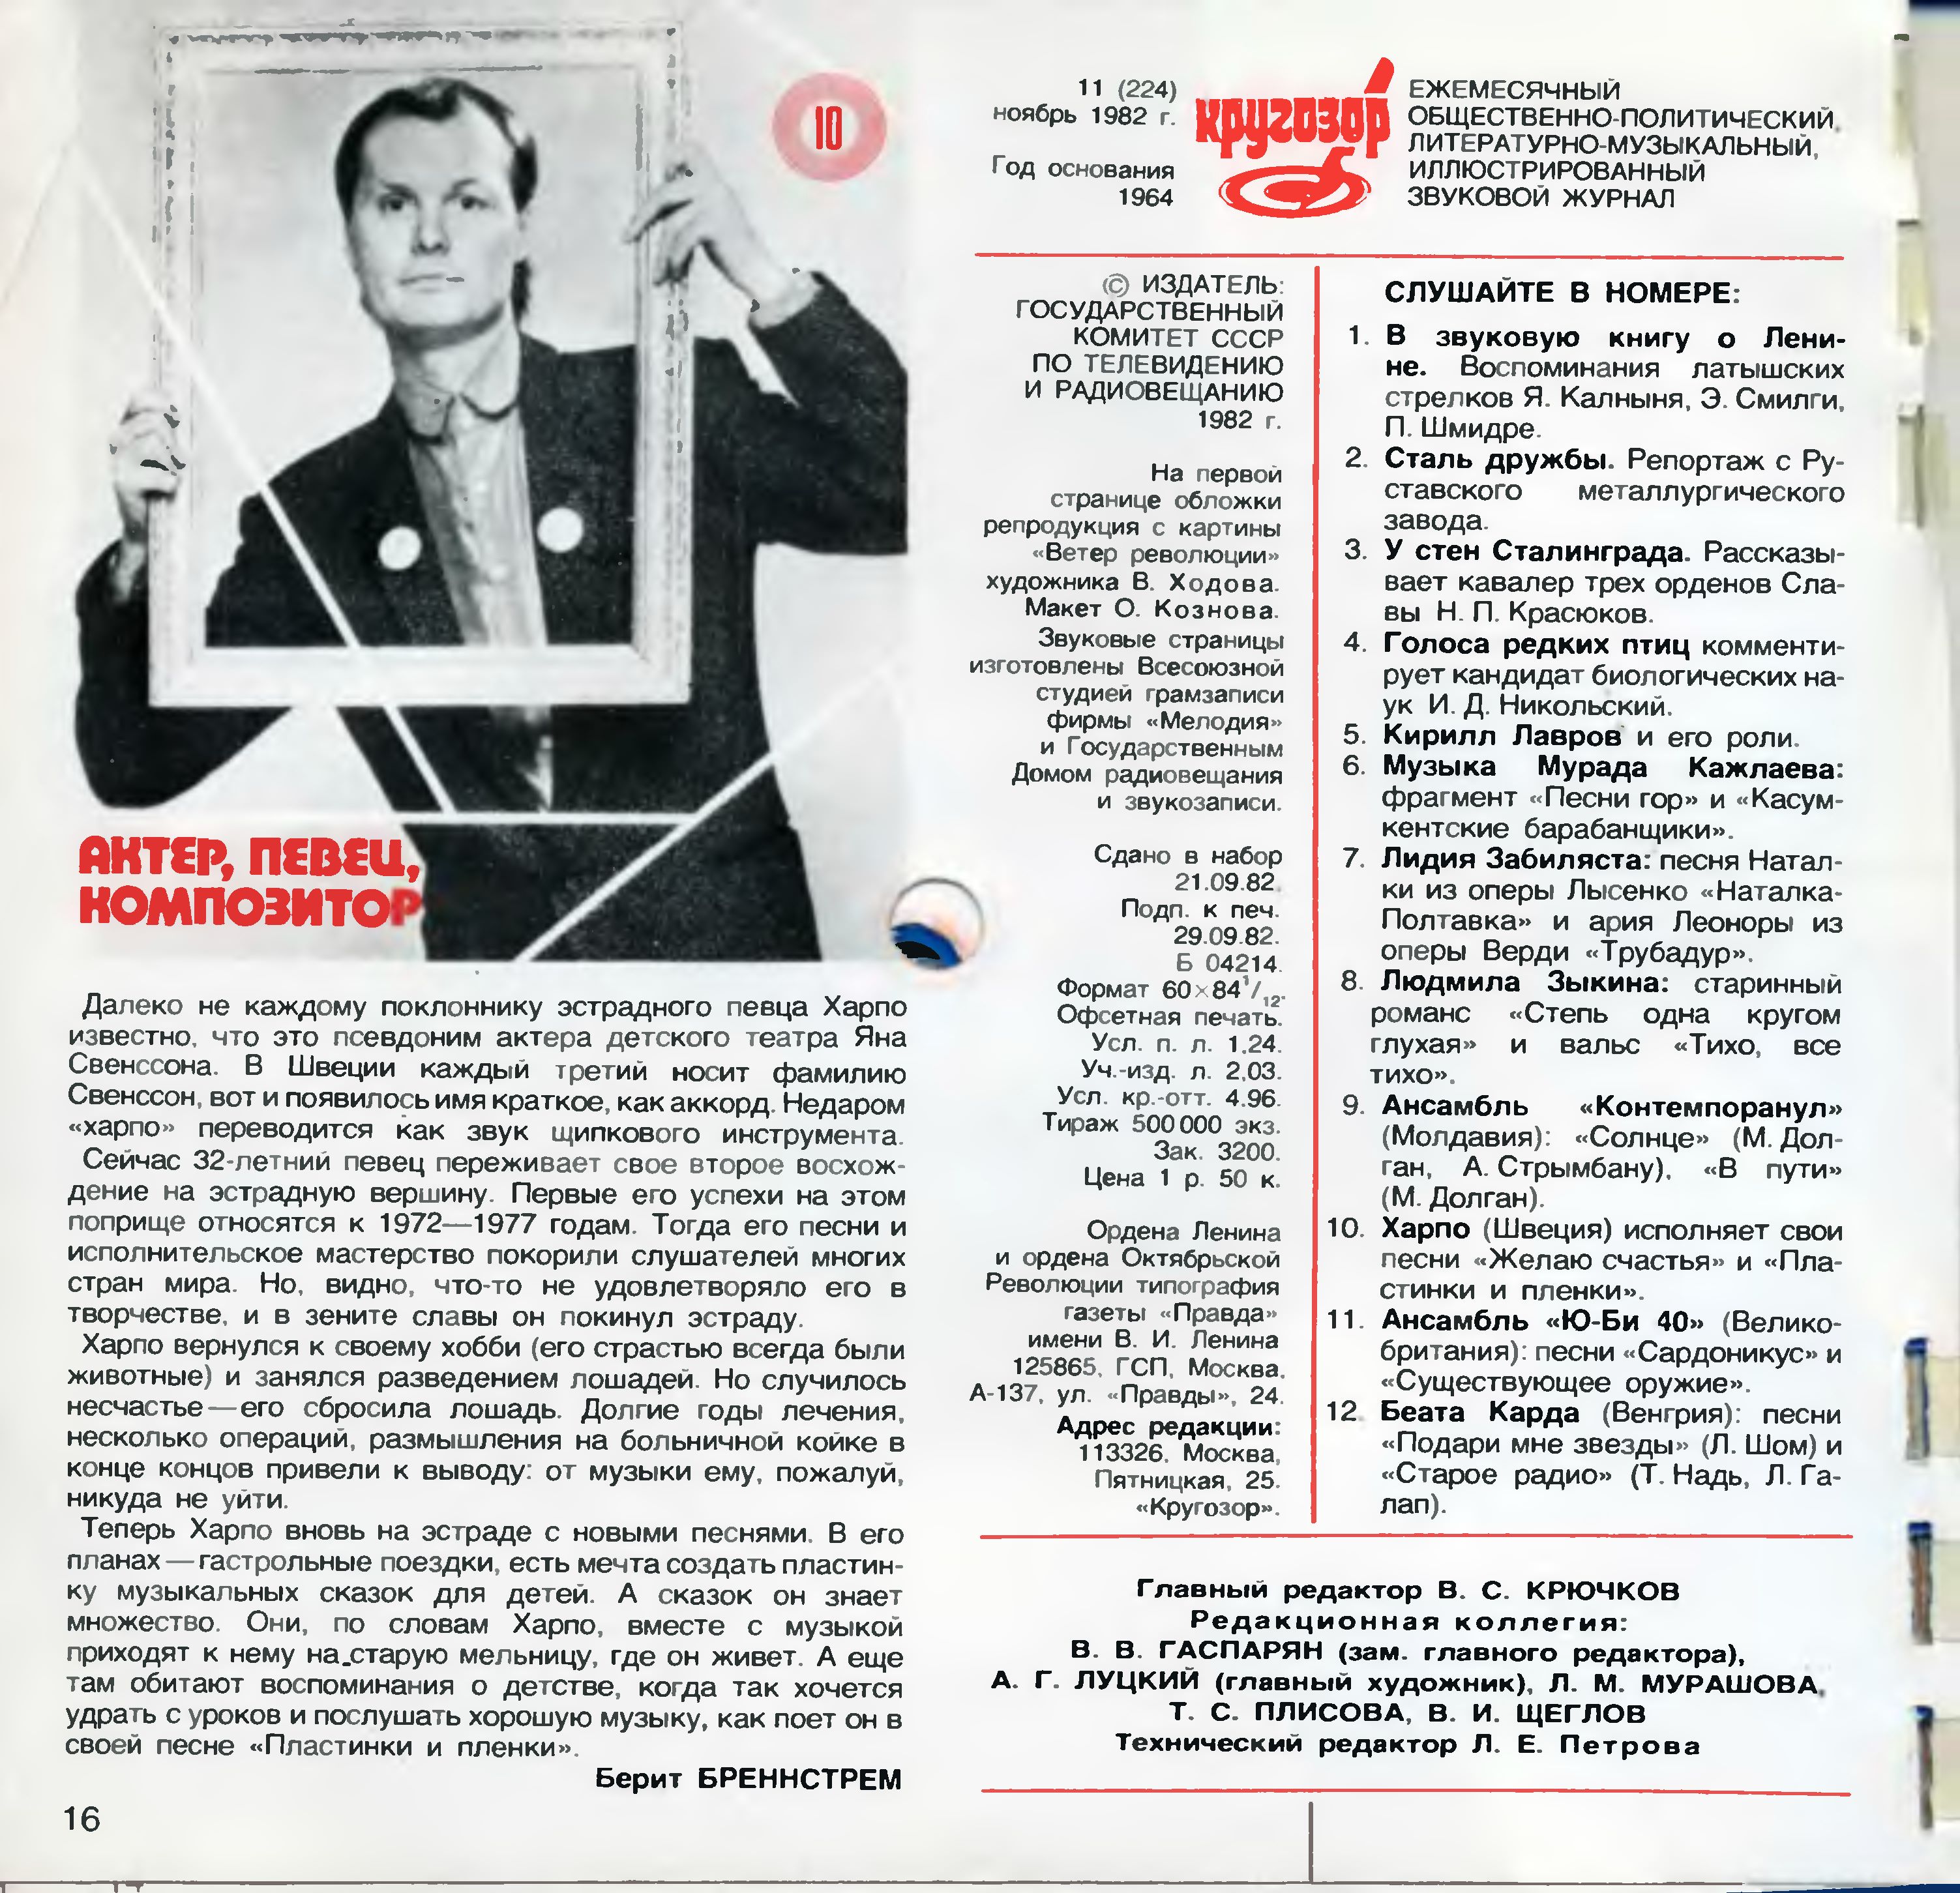 10
АКТЕР, ПЕВЕЦ,
КОМПОЗИТОР
Далеко не каждому поклоннику эстрадного певца Харпо
известно, что это псевдоним актера детского театра Яна
Свенссона. В Швеции каждый третий носит фамилию
Свенссон, вот и появилось имя краткое, как аккорд. Недаром
«харпо» переводится как звук щипкового инструмента.
Сейчас 32-летний певец переживает свое второе восхож-
дение на эстрадную вершину. Первые его успехи на этом
поприще относятся к 1972—1977 годам. Тогда его песни и
исполнительское мастерство покорили слушателей многих
стран мира. Но, видно, что-то не удовлетворяло его в
творчестве, и в зените славы он покинул эстраду.
Харпо вернулся к своему хобби (его страстью всегда были
животные) и занялся разведением лошадей. Но случилось
несчастье—его сбросила лошадь. Долгие годы лечения,
несколько операций, размышления на больничной койке в
конце концов привели к выводу: от музыки ему, пожалуй,
никуда не уйти.
Теперь Харпо вновь на эстраде с новыми песнями. В его
планах—гастрольные поездки, есть мечта создать пластин-
ку музыкальных сказок для детей. А сказок он знает
множество. Они, по словам Харпо, вместе с музыкой
приходят к нему на старую мельницу, где он живет. А еще
там обитают воспоминания о детстве, когда так хочется
удрать с уроков и послушать хорошую музыку, как поет он в
своей песне «Пластинки и пленки».
Берит БРЕННСТРЕМ
16
11 (224)
ноябрь 1982 г.
Год основания
1964
кругозор
ЕЖЕМЕСЯЧНЫЙ
ОБЩЕСТВЕННО-ПОЛИТИЧЕСКИЙ,
ЛИТЕРАТУРНО-МУЗЫКАЛЬНЫЙ,
ИЛЛЮСТРИРОВАННЫЙ
ЗВУКОВОЙ ЖУРНАЛ
© ИЗДАТЕЛЬ:
ГОСУДАРСТВЕННЫЙ
КОМИТЕТ СССР
ПО ТЕЛЕВИДЕНИЮ
И РАДИОВЕЩАНИЮ
1982 г.
На первой
странице обложки
репродукция с картины
«Ветер революции»
художника В. Ходова.
Макет О. Кознова.
Звуковые страницы
изготовлены Всесоюзной
студией грамзаписи
фирмы «Мелодия»
и Государственным
Домом радиовещания
и звукозаписи.
Сдано в набор
21.09.82.
Подп. к печ.
29.09.82.
Б 04214.
Формат 60×84 1/12.
Офсетная печать.
Усл. п. л. 1,24.
Уч.-изд. л. 2,03.
Усл. кр.-отт. 4.96.
Тираж 500 000 экз.
Зак. 3200.
Цена 1 р. 50 к.
Ордена Ленина
и ордена Октябрьской
Революции типография
газеты «Правда»
имени В. И. Ленина
125865, ГСП, Москва,
А-137, ул. «Правды», 24.
Адрес редакции:
113326, Москва,
Пятницкая, 25.
«Кругозор».
СЛУШАЙТЕ В НОМЕРЕ:
1. В звуковую книгу о Лени-
не. Воспоминания латышских
стрелков Я. Калныня, Э. Смилги,
П. Шмидре.
2. Сталь дружбы. Репортаж с Ру-
ставского металлургического
завода.
3. У стен Сталинграда. Рассказы-
вает кавалер трех орденов Сла-
вы Н. П. Красюков.
4. Голоса редких птиц комменти-
рует кандидат биологических на-
ук И. Д. Никольский.
5. Кирилл Лавров и его роли.
6. Музыка Мурада Кажлаева:
фрагмент «Песни гор» и «Касум-
кентские барабанщики».
7. Лидия Забиляста: песня Натал-
ки из оперы Лысенко «Наталка-
Полтавка» и ария Леоноры из
оперы Верди «Трубадур».
8. Людмила Зыкина: старинный
романс «Степь одна кругом
глухая» и вальс «Тихо, все
тихо».
9. Ансамбль «Контемпоранул»
(Молдавия): «Солнце» (М. Дол-
ган, А. Стрымбану), «В пути»
(М. Долган).
10. Харпо (Швеция) исполняет свои
песни «Желаю счастья» и «Пла-
стинки и пленки».
11. Ансамбль «Ю-Би 40» (Велико-
британия): песни «Сардоникус» и
«Существующее оружие».
12. Беата Карда (Венгрия): песни
«Подари мне звезды» (Л. Шом) и
«Старое радио» (Т. Надь, Л. Га-
лап).
Главный редактор В. С. КРЮЧКОВ
Редакционная коллегия:
В. В. ГАСПАРЯН (зам. главного редактора),
А. Г. ЛУЦКИЙ (главный художник), Л. М. МУРАШОВА,
Т. С. ПЛИСОВА, В. И. ЩЕГЛОВ
Технический редактор Л. Е. Петрова